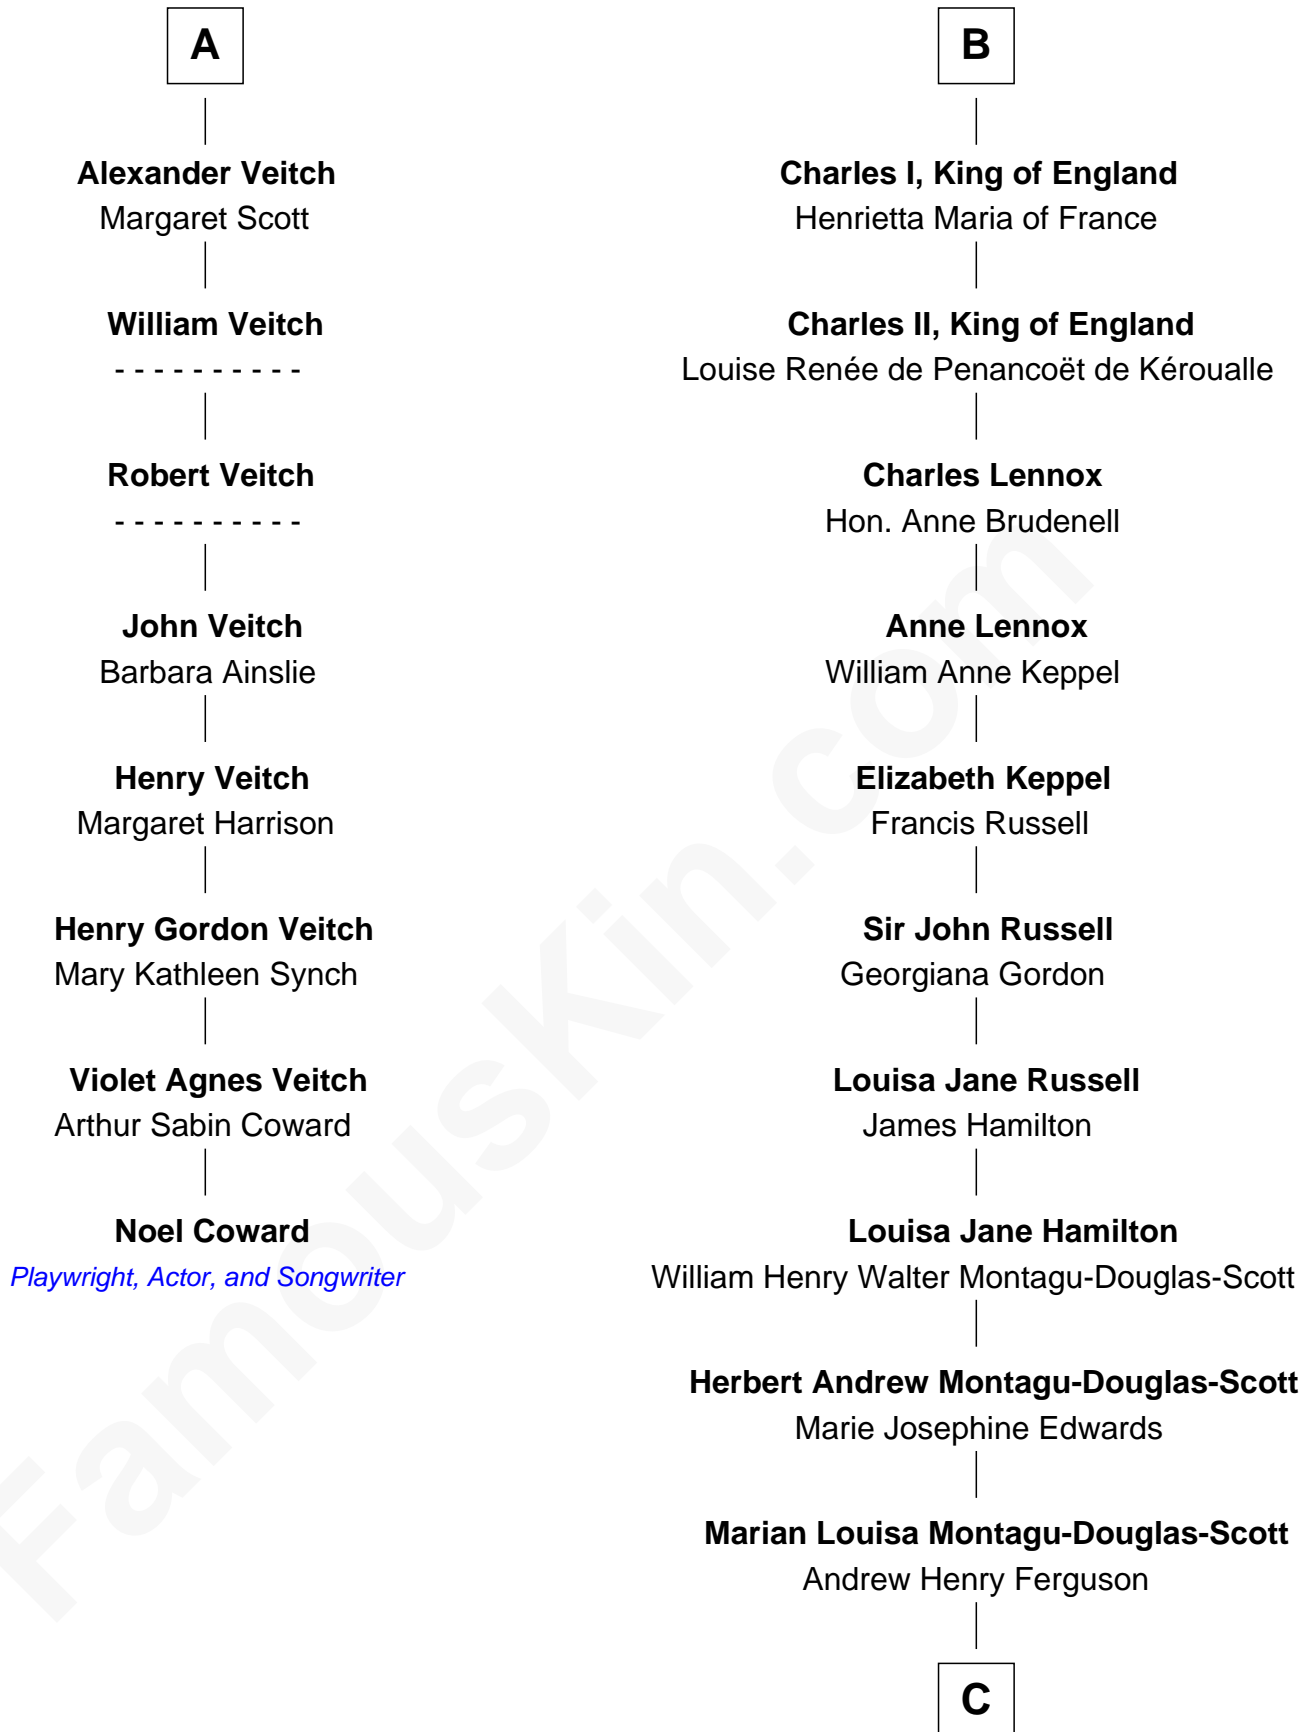 A
Alexander Veitch
Margaret Scott
William Veitch
- - - - - - - - - -
Robert Veitch
- - - - - - - - - -
John Veitch
Barbara Ainslie
Henry Veitch
Margaret Harrison
Henry Gordon Veitch
Mary Kathleen Synch
Violet Agnes Veitch
Arthur Sabin Coward
Noel Coward
Playwright, Actor, and Songwriter
B
Charles I, King of England
Henrietta Maria of France
Charles II, King of England
Louise Renée de Penancoët de Kéroualle
Charles Lennox
Hon. Anne Brudenell
Anne Lennox
William Anne Keppel
Elizabeth Keppel
Francis Russell
Sir John Russell
Georgiana Gordon
Louisa Jane Russell
James Hamilton
Louisa Jane Hamilton
William Henry Walter Montagu-Douglas-Scott
Herbert Andrew Montagu-Douglas-Scott
Marie Josephine Edwards
Marian Louisa Montagu-Douglas-Scott
Andrew Henry Ferguson
C
FamousKin.com